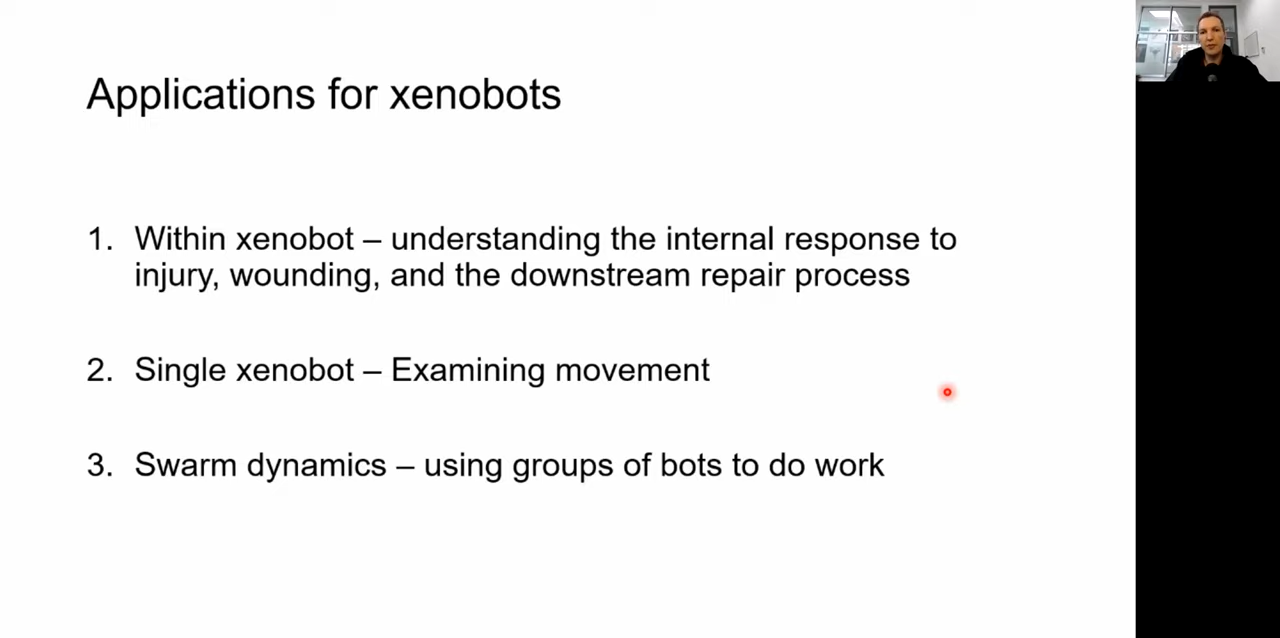 Applications for xenobots
1. Within xenobot – understanding the internal response to
injury, wounding, and the downstream repair process
2. Single xenobot – Examining movement
3. Swarm dynamics – using groups of bots to do work